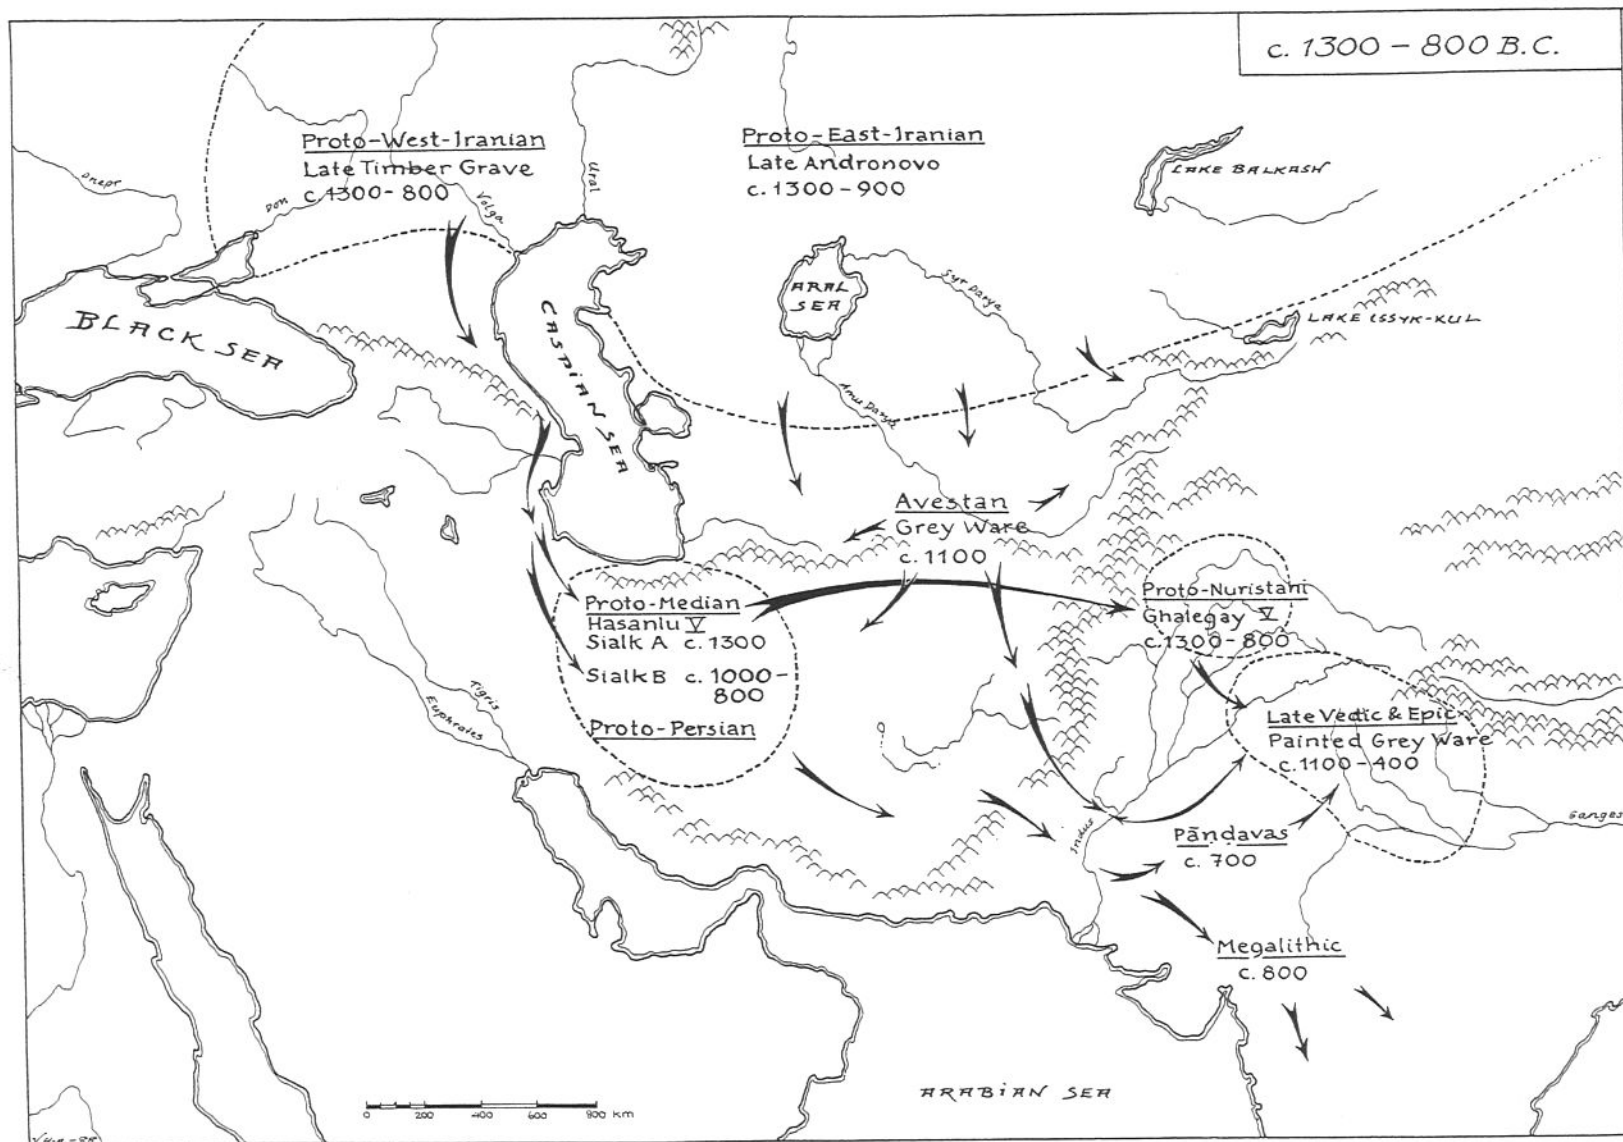 c. 1300 – 800 B.C.
Proto-West-Iranian
Late Timber Grave
c. 1300-800
Proto-East-Iranian
Late Andronovo
c. 1300-900
LAKE BALKASH
Dnepr
Don
Volga
Ural
ARAL
SEA
Syr Darya
LAKE ISSYK-KUL
BLACK SEA
CASPIAN SEA
Amu Darya
Avestan
Grey Ware
c. 1100
Proto-Median
Hasanlu V
Sialk A c. 1300
Sialk B c. 1000-
800
Proto-Persian
Proto-Nuristani
Ghalegay V
c. 1300-800
Tigris
Euphrates
Late Vedic & Epic
Painted Grey Ware
c. 1100-400
Indus
Pāṇḍavas
c. 700
Ganges
Megalithic
c. 800
ARABIAN SEA
0 200 400 600 800 km